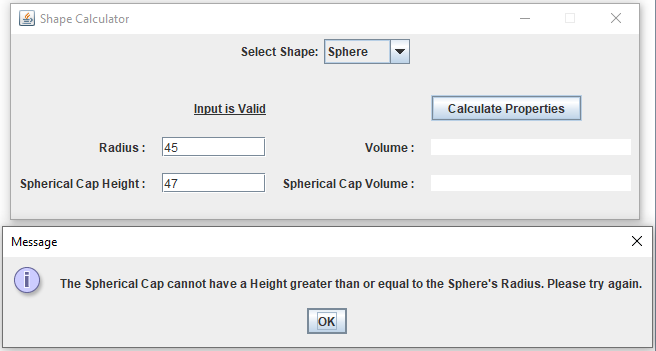 Shape Calculator
Select Shape: Sphere
Input is Valid
Calculate Properties
Radius : 45 Volume :
Spherical Cap Height : 47 Spherical Cap Volume :
Message
The Spherical Cap cannot have a Height greater than or equal to the Sphere's Radius. Please try again.
OK